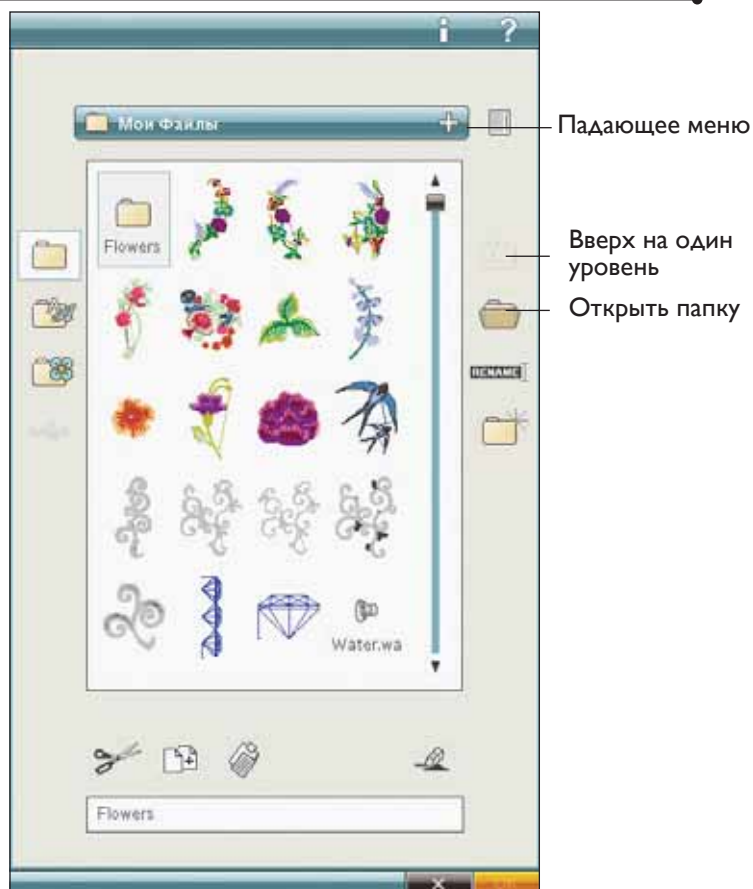 i ?
Мои Файлы
Падающее меню
Flowers
Вверх на один
уровень
Открыть папку
RENAME
Water.wa
Flowers